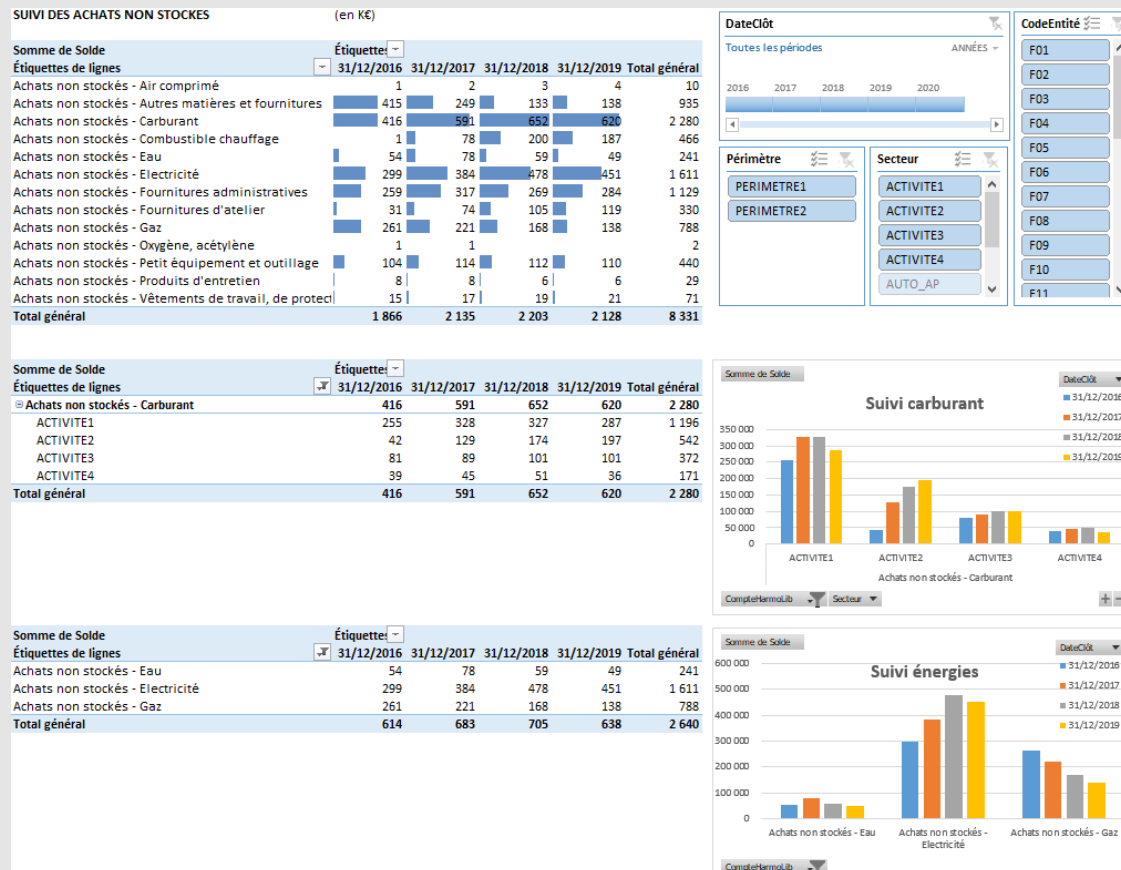 SUIVI DES ACHATS NON STOCKES (en K€)
Somme de Solde Étiquettes
Étiquettes de lignes 31/12/2016 31/12/2017 31/12/2018 31/12/2019 Total général
Achats non stockés - Air comprimé 1 2 3 4 10
Achats non stockés - Autres matières et fournitures 415 249 133 138 935
Achats non stockés - Carburant 416 591 652 620 2 280
Achats non stockés - Combustible chauffage 1 78 200 187 466
Achats non stockés - Eau 54 78 59 49 241
Achats non stockés - Electricité 299 384 478 451 1 611
Achats non stockés - Fournitures administratives 259 317 269 284 1 129
Achats non stockés - Fournitures d'atelier 31 74 105 119 330
Achats non stockés - Gaz 261 221 168 138 788
Achats non stockés - Oxygène, acétylène 1 1 2
Achats non stockés - Petit équipement et outillage 104 114 112 110 440
Achats non stockés - Produits d'entretien 8 8 6 6 29
Achats non stockés - Vêtements de travail, de protect 15 17 19 21 71
Total général 1 866 2 135 2 203 2 128 8 331
DateClôt
Toutes les périodes ANNÉES
2016 2017 2018 2019 2020
Périmètre
PERIMETRE1
PERIMETRE2
Secteur
ACTIVITE1
ACTIVITE2
ACTIVITE3
ACTIVITE4
AUTO_AP
CodeEntité
F01
F02
F03
F04
F05
F06
F07
F08
F09
F10
F11
Somme de Solde Étiquettes
Étiquettes de lignes 31/12/2016 31/12/2017 31/12/2018 31/12/2019 Total général
Achats non stockés - Carburant 416 591 652 620 2 280
ACTIVITE1 255 328 327 287 1 196
ACTIVITE2 42 129 174 197 542
ACTIVITE3 81 89 101 101 372
ACTIVITE4 39 45 51 36 171
Total général 416 591 652 620 2 280
Somme de Solde
DateClôt
Suivi carburant
31/12/2016
31/12/2017
31/12/2018
31/12/2019
350 000
300 000
250 000
200 000
150 000
100 000
50 000
0
ACTIVITE1 ACTIVITE2 ACTIVITE3 ACTIVITE4
Achats non stockés - Carburant
CompteHarmoLib Secteur
Somme de Solde Étiquettes
Étiquettes de lignes 31/12/2016 31/12/2017 31/12/2018 31/12/2019 Total général
Achats non stockés - Eau 54 78 59 49 241
Achats non stockés - Electricité 299 384 478 451 1 611
Achats non stockés - Gaz 261 221 168 138 788
Total général 614 683 705 638 2 640
Somme de Solde
DateClôt
Suivi énergies
31/12/2016
31/12/2017
31/12/2018
31/12/2019
600 000
500 000
400 000
300 000
200 000
100 000
0
Achats non stockés - Eau Achats non stockés - Electricité Achats non stockés - Gaz
CompteHarmoLib